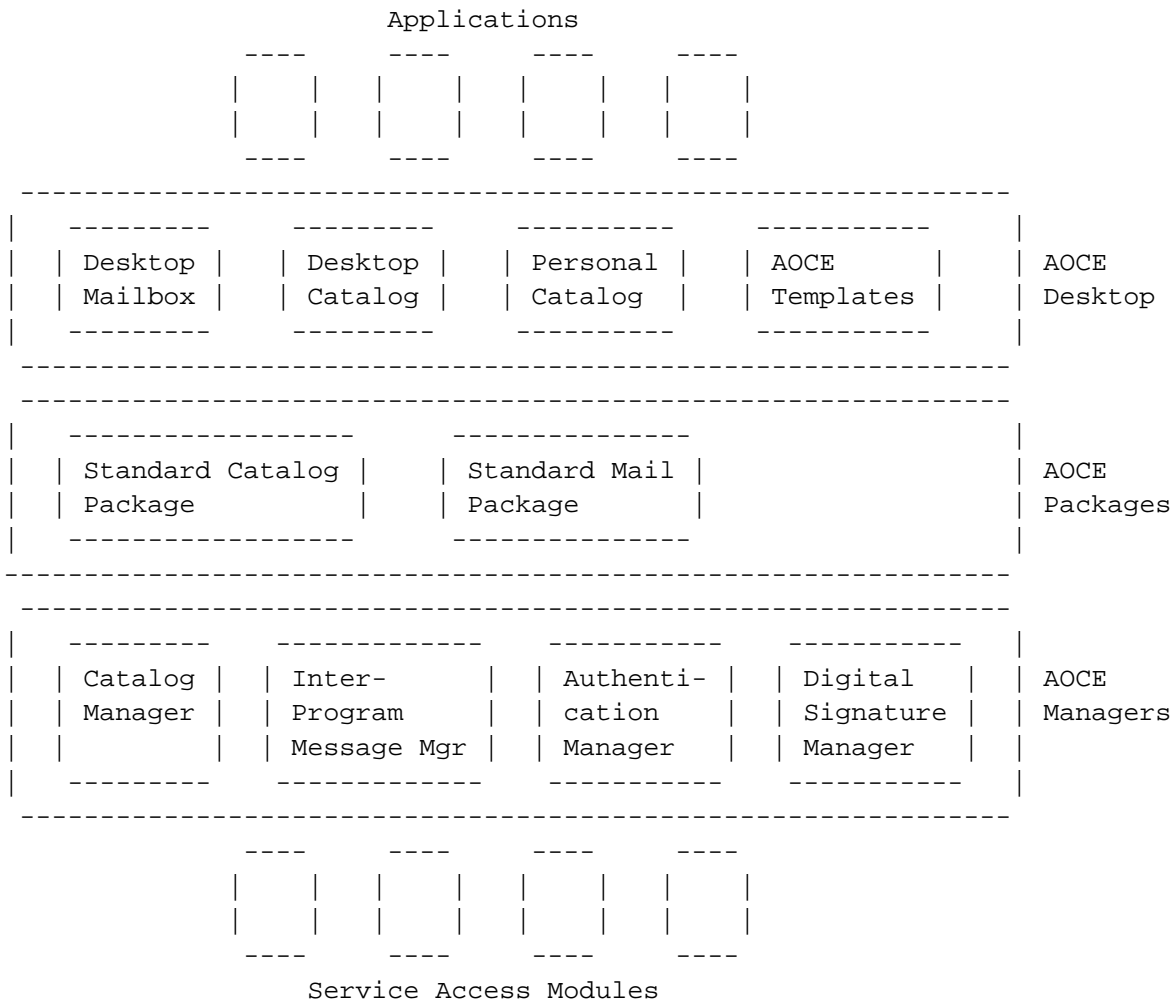 Applications
Desktop Desktop Personal AOCE AOCE
Mailbox Catalog Catalog Templates Desktop
Standard Catalog Standard Mail AOCE
Package Package Packages
Catalog Inter- Authenti- Digital AOCE
Manager Program cation Signature Managers
Message Mgr Manager Manager
Service Access Modules